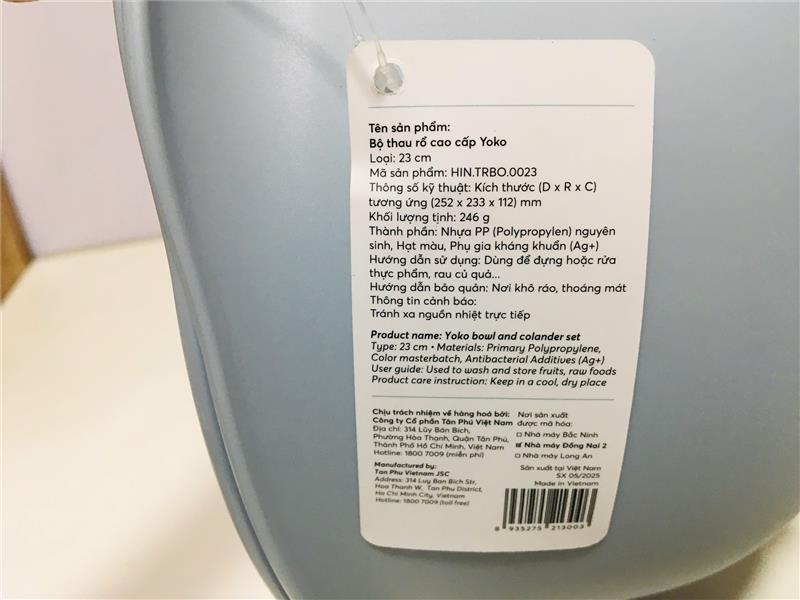 Tên sản phẩm:
Bộ thau rổ cao cấp Yoko
Loại: 23 cm
Mã sản phẩm: HIN.TRBO.0023
Thông số kỹ thuật: Kích thước (D x R x C)
tương ứng (252 x 233 x 112) mm
Khối lượng tịnh: 246 g
Thành phần: Nhựa PP (Polypropylen) nguyên
sinh, Hạt màu, Phụ gia kháng khuẩn (Ag+)
Hướng dẫn sử dụng: Dùng để đựng hoặc rửa
thực phẩm, rau củ quả...
Hướng dẫn bảo quản: Nơi khô ráo, thoáng mát
Thông tin cảnh báo:
Tránh xa nguồn nhiệt trực tiếp
Product name: Yoko bowl and colander set
Type: 23 cm • Materials: Primary Polypropylene,
Color masterbatch, Antibacterial Additives (Ag+)
User guide: Used to wash and store fruits, raw foods
Product care instruction: Keep in a cool, dry place
Chịu trách nhiệm về hàng hoá bởi:
Công ty Cổ phần Tân Phú Việt Nam
Địa chỉ: 314 Lũy Bán Bích,
Phường Hòa Thạnh, Quận Tân Phú,
Thành Phố Hồ Chí Minh, Việt Nam
Hotline: 1800 7009 (miễn phí)
Manufactured by:
Tan Phu Vietnam JSC
Address: 314 Luy Ban Bich Str,
Hoa Thanh W, Tan Phu District,
Ho Chi Minh City, Vietnam
Hotline: 1800 7009 (toll free)
Nơi sản xuất
được mã hóa:
Nhà máy Bắc Ninh
Nhà máy Đồng Nai 2
Nhà máy Long An
Sản xuất tại Việt Nam
SX 05/2025
Made in Vietnam
8 935275 213003